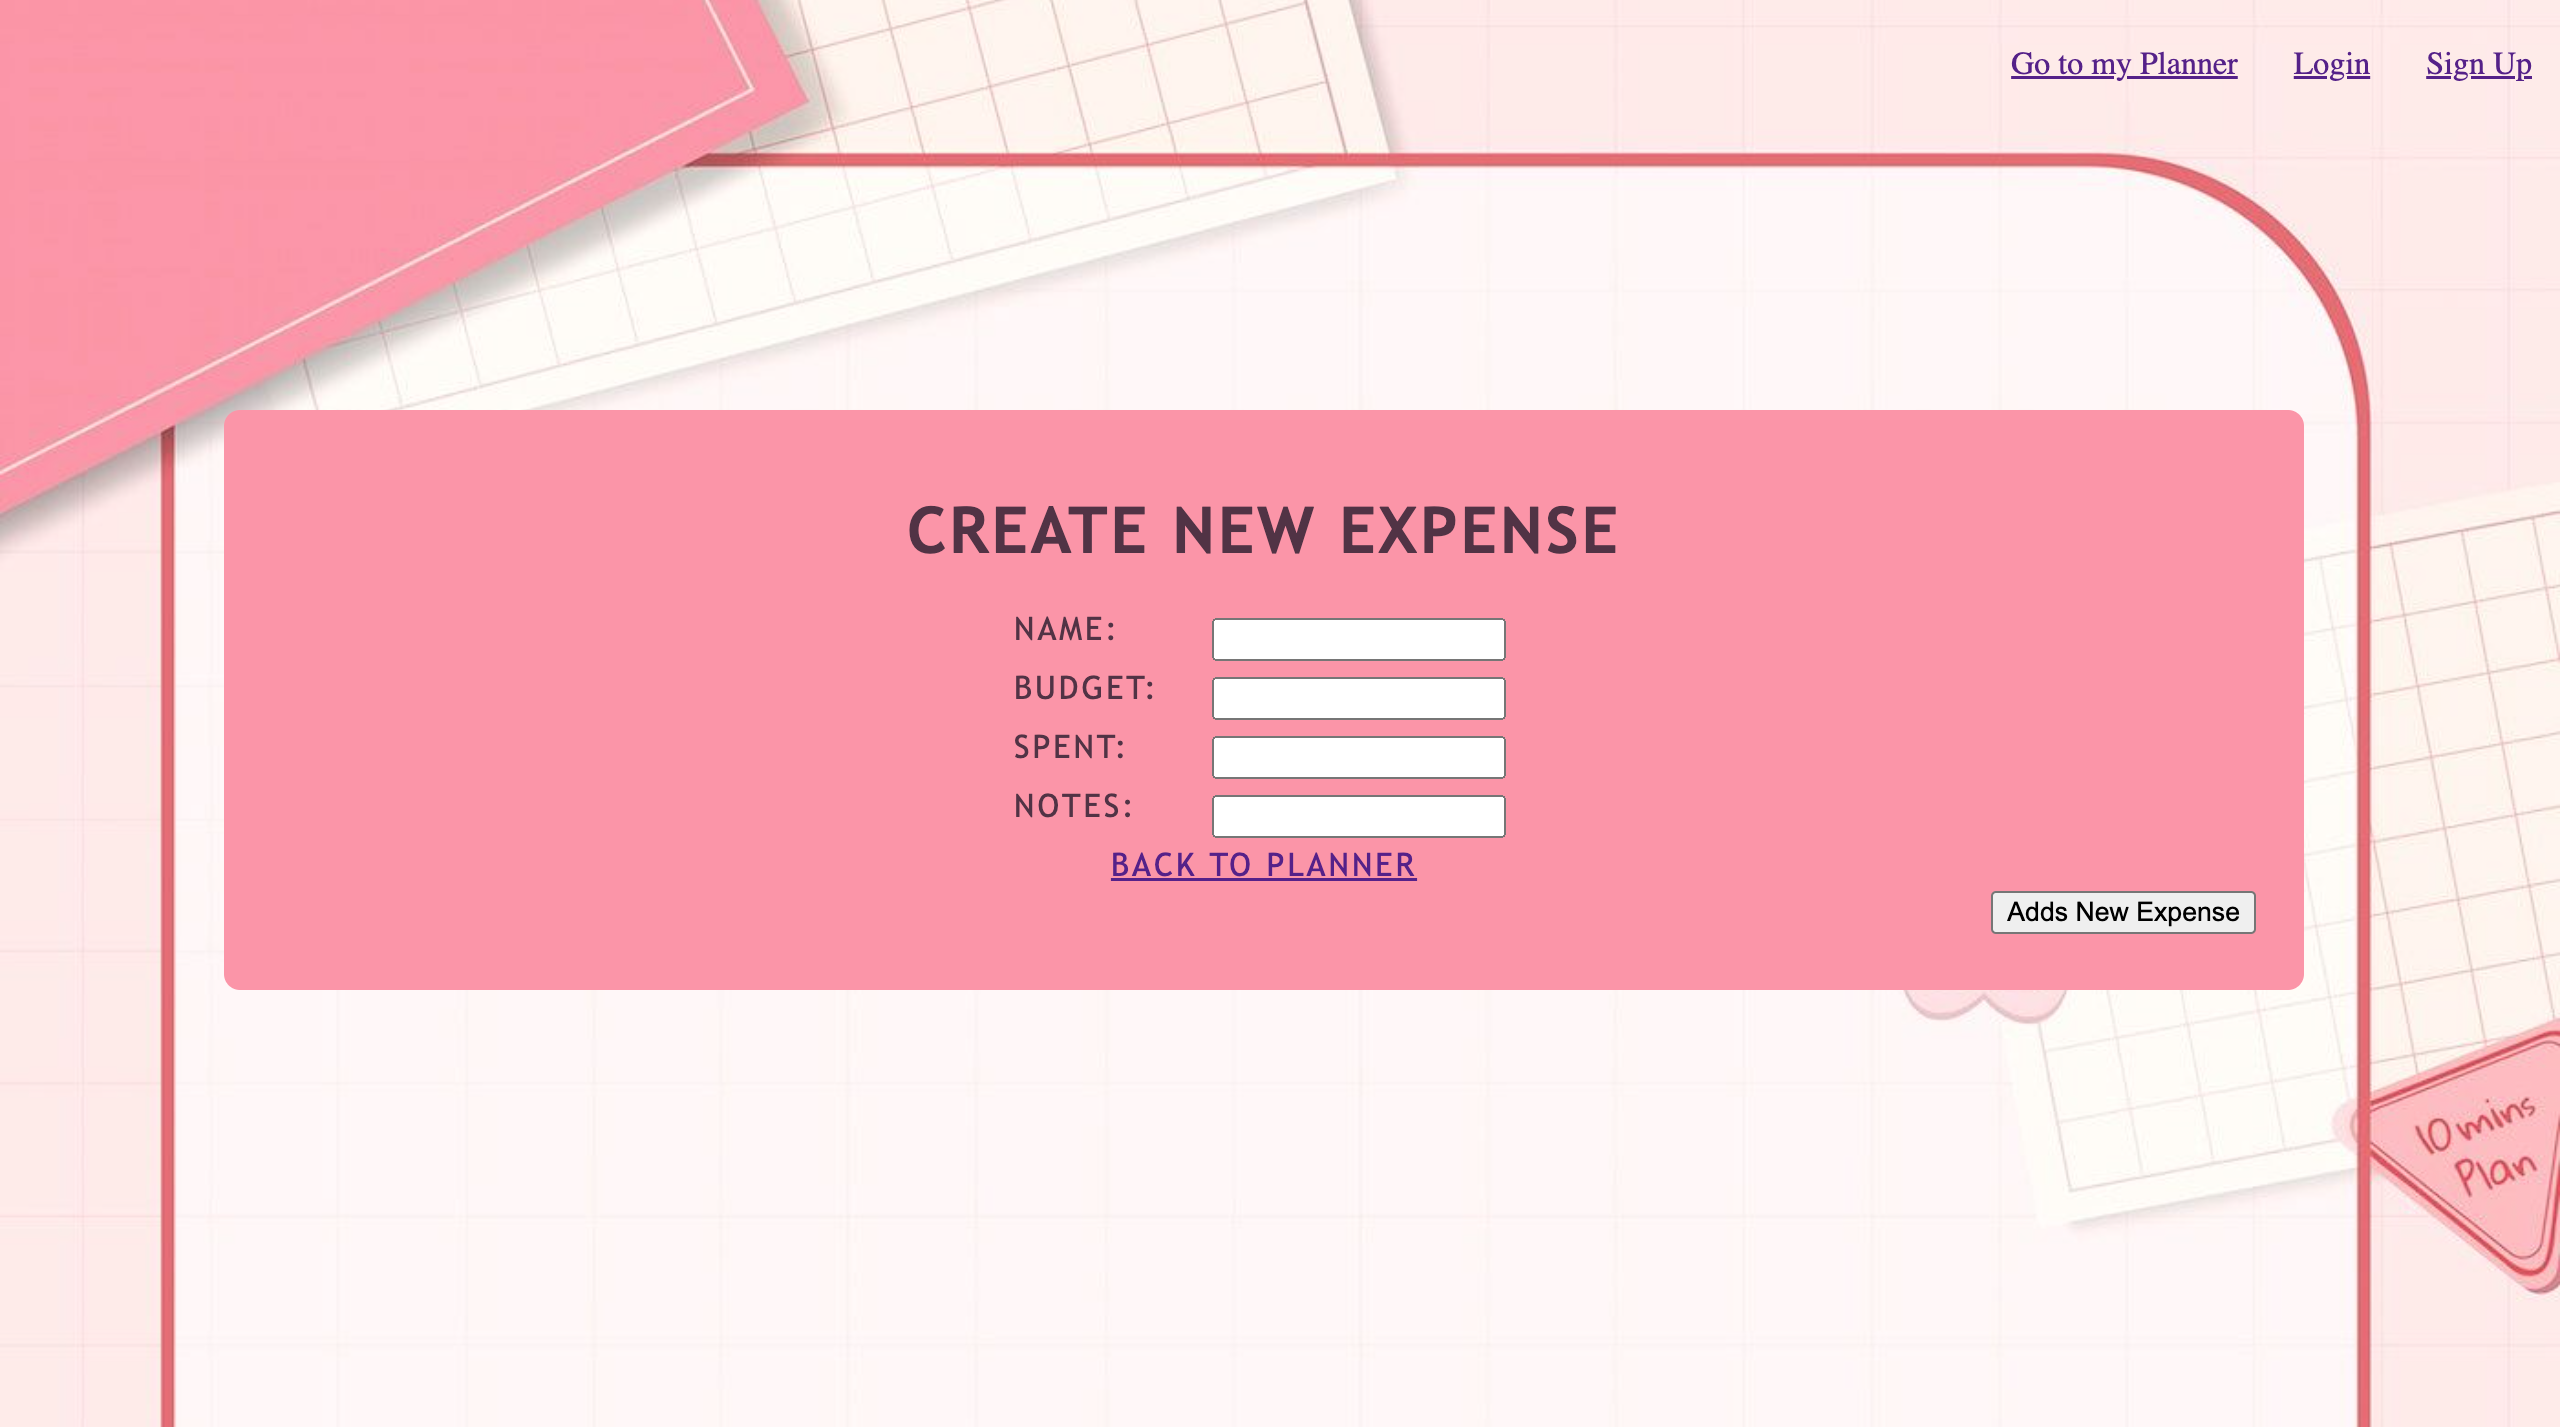 Go to my Planner Login Sign Up
CREATE NEW EXPENSE
NAME:
BUDGET:
SPENT:
NOTES:
BACK TO PLANNER
Adds New Expense
10 mins
Plan